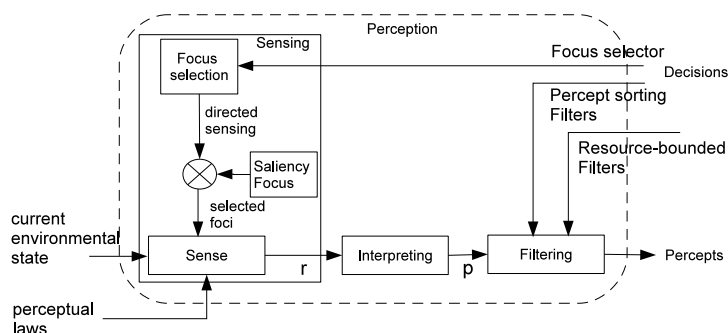 Perception
Sensing
Focus selector
Focus
selection
Decisions
directed
sensing
Percept sorting
Filters
Resource-bounded
Filters
Saliency
Focus
selected
foci
current
environmental
state
Sense
r
Interpreting
p
Filtering
Percepts
perceptual
laws